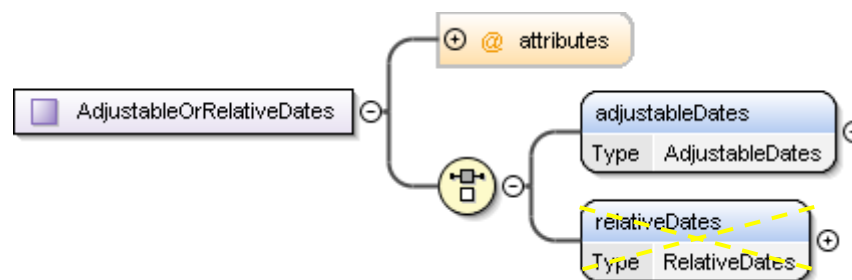 @ attributes
AdjustableOrRelativeDates
adjustableDates
Type AdjustableDates
relativeDates
Type RelativeDates